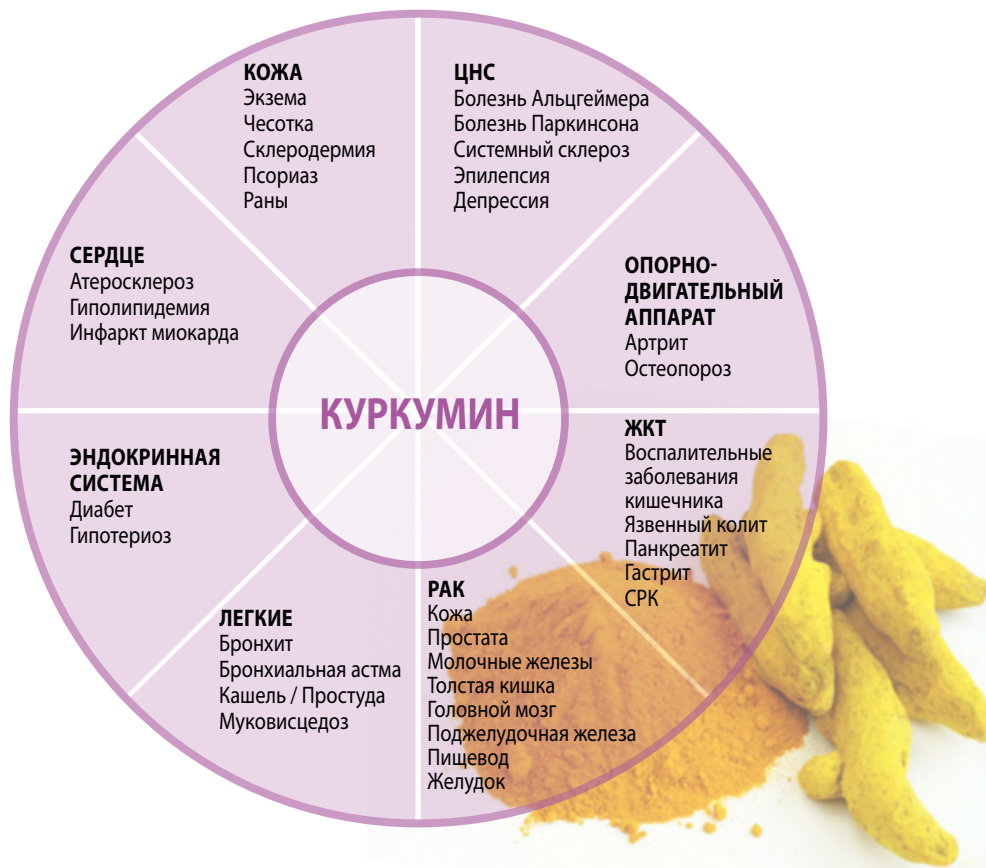 КОЖА
Экзема
Чесотка
Склеродермия
Псориаз
Раны
ЦНС
Болезнь Альцгеймера
Болезнь Паркинсона
Системный склероз
Эпилепсия
Депрессия
СЕРДЦЕ
Атеросклероз
Гиполипидемия
Инфаркт миокарда
ОПОРНО-
ДВИГАТЕЛЬНЫЙ
АППАРАТ
Артрит
Остеопороз
КУРКУМИН
ЭНДОКРИННАЯ
СИСТЕМА
Диабет
Гипотериоз
ЖКТ
Воспалительные
заболевания
кишечника
Язвенный колит
Панкреатит
Гастрит
СРК
ЛЕГКИЕ
Бронхит
Бронхиальная астма
Кашель / Простуда
Муковисцедоз
РАК
Кожа
Простата
Молочные железы
Толстая кишка
Головной мозг
Поджелудочная железа
Пищевод
Желудок